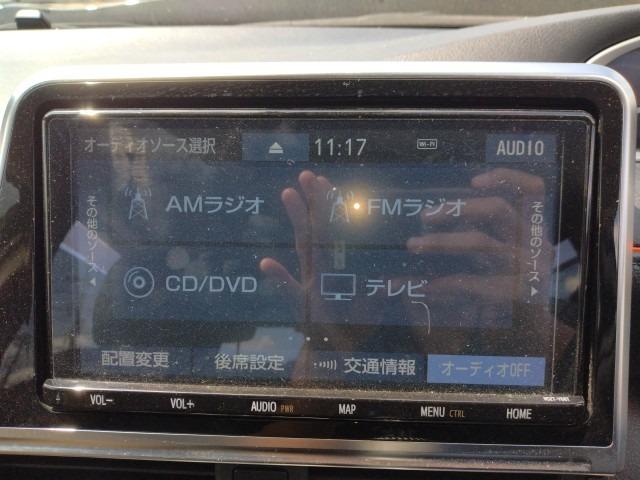 オーディオソース選択 11:17 Wi-Fi AUDIO
AMラジオ FMラジオ
その他のソース
その他のソース
CD/DVD テレビ
配置変更 後席設定 交通情報 オーディオOFF
VOL- VOL+ AUDIO PWR MAP MENU CTRL HOME